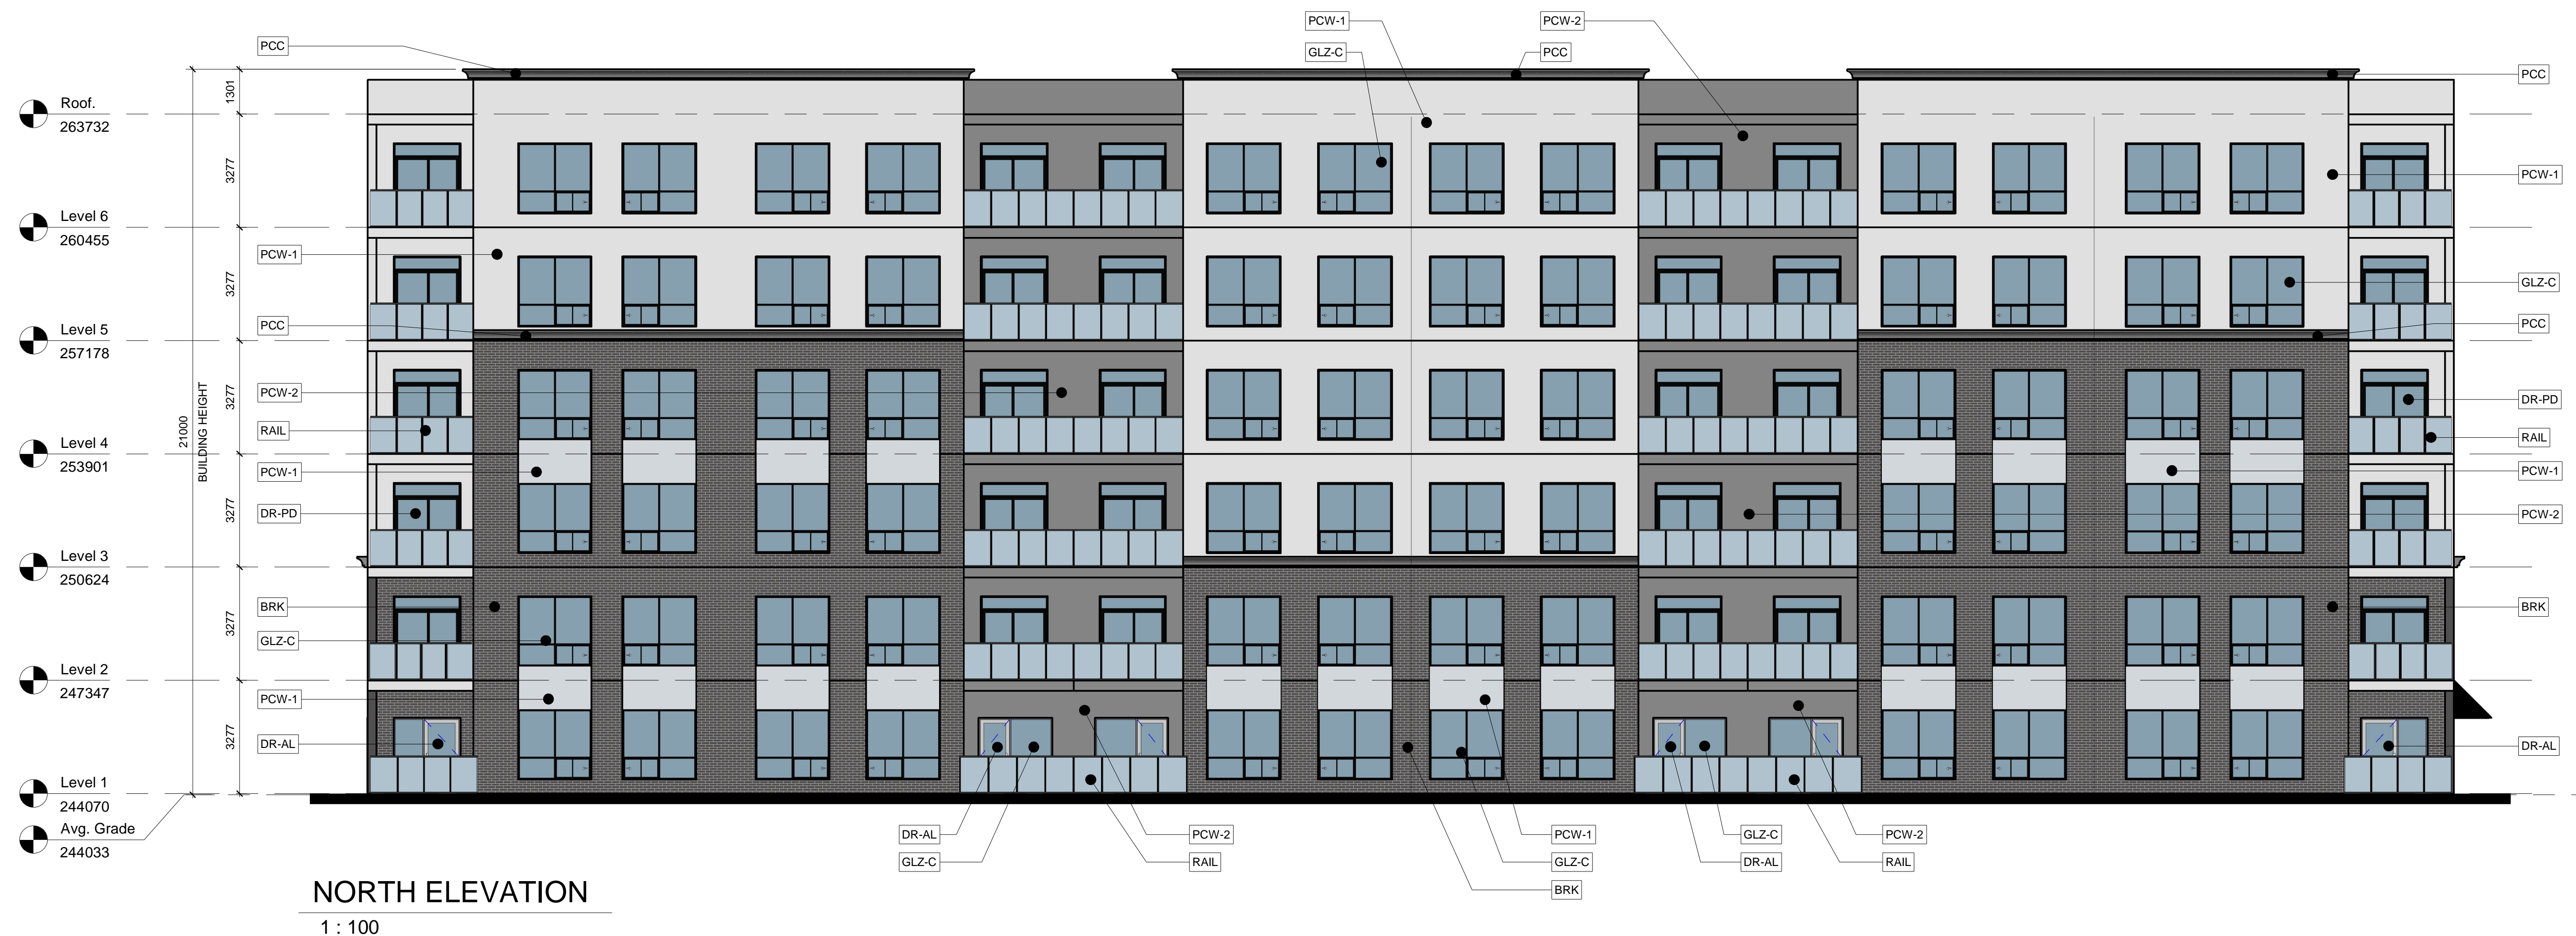 PCW-1
PCW-2
PCC
GLZ-C
PCC
PCC
1301
Roof.
263732
3277
PCW-1
Level 6
260455
PCW-1
3277
GLZ-C
PCC
PCC
Level 5
257178
21000
BUILDING HEIGHT
3277
PCW-2
DR-PD
RAIL
RAIL
Level 4
253901
PCW-1
PCW-1
3277
DR-PD
PCW-2
Level 3
250624
BRK
BRK
3277
GLZ-C
Level 2
247347
PCW-1
3277
DR-AL
DR-AL
Level 1
244070
Avg. Grade
244033
DR-AL
PCW-2
PCW-1
GLZ-C
PCW-2
GLZ-C
RAIL
GLZ-C
DR-AL
RAIL
BRK
NORTH ELEVATION
1 : 100